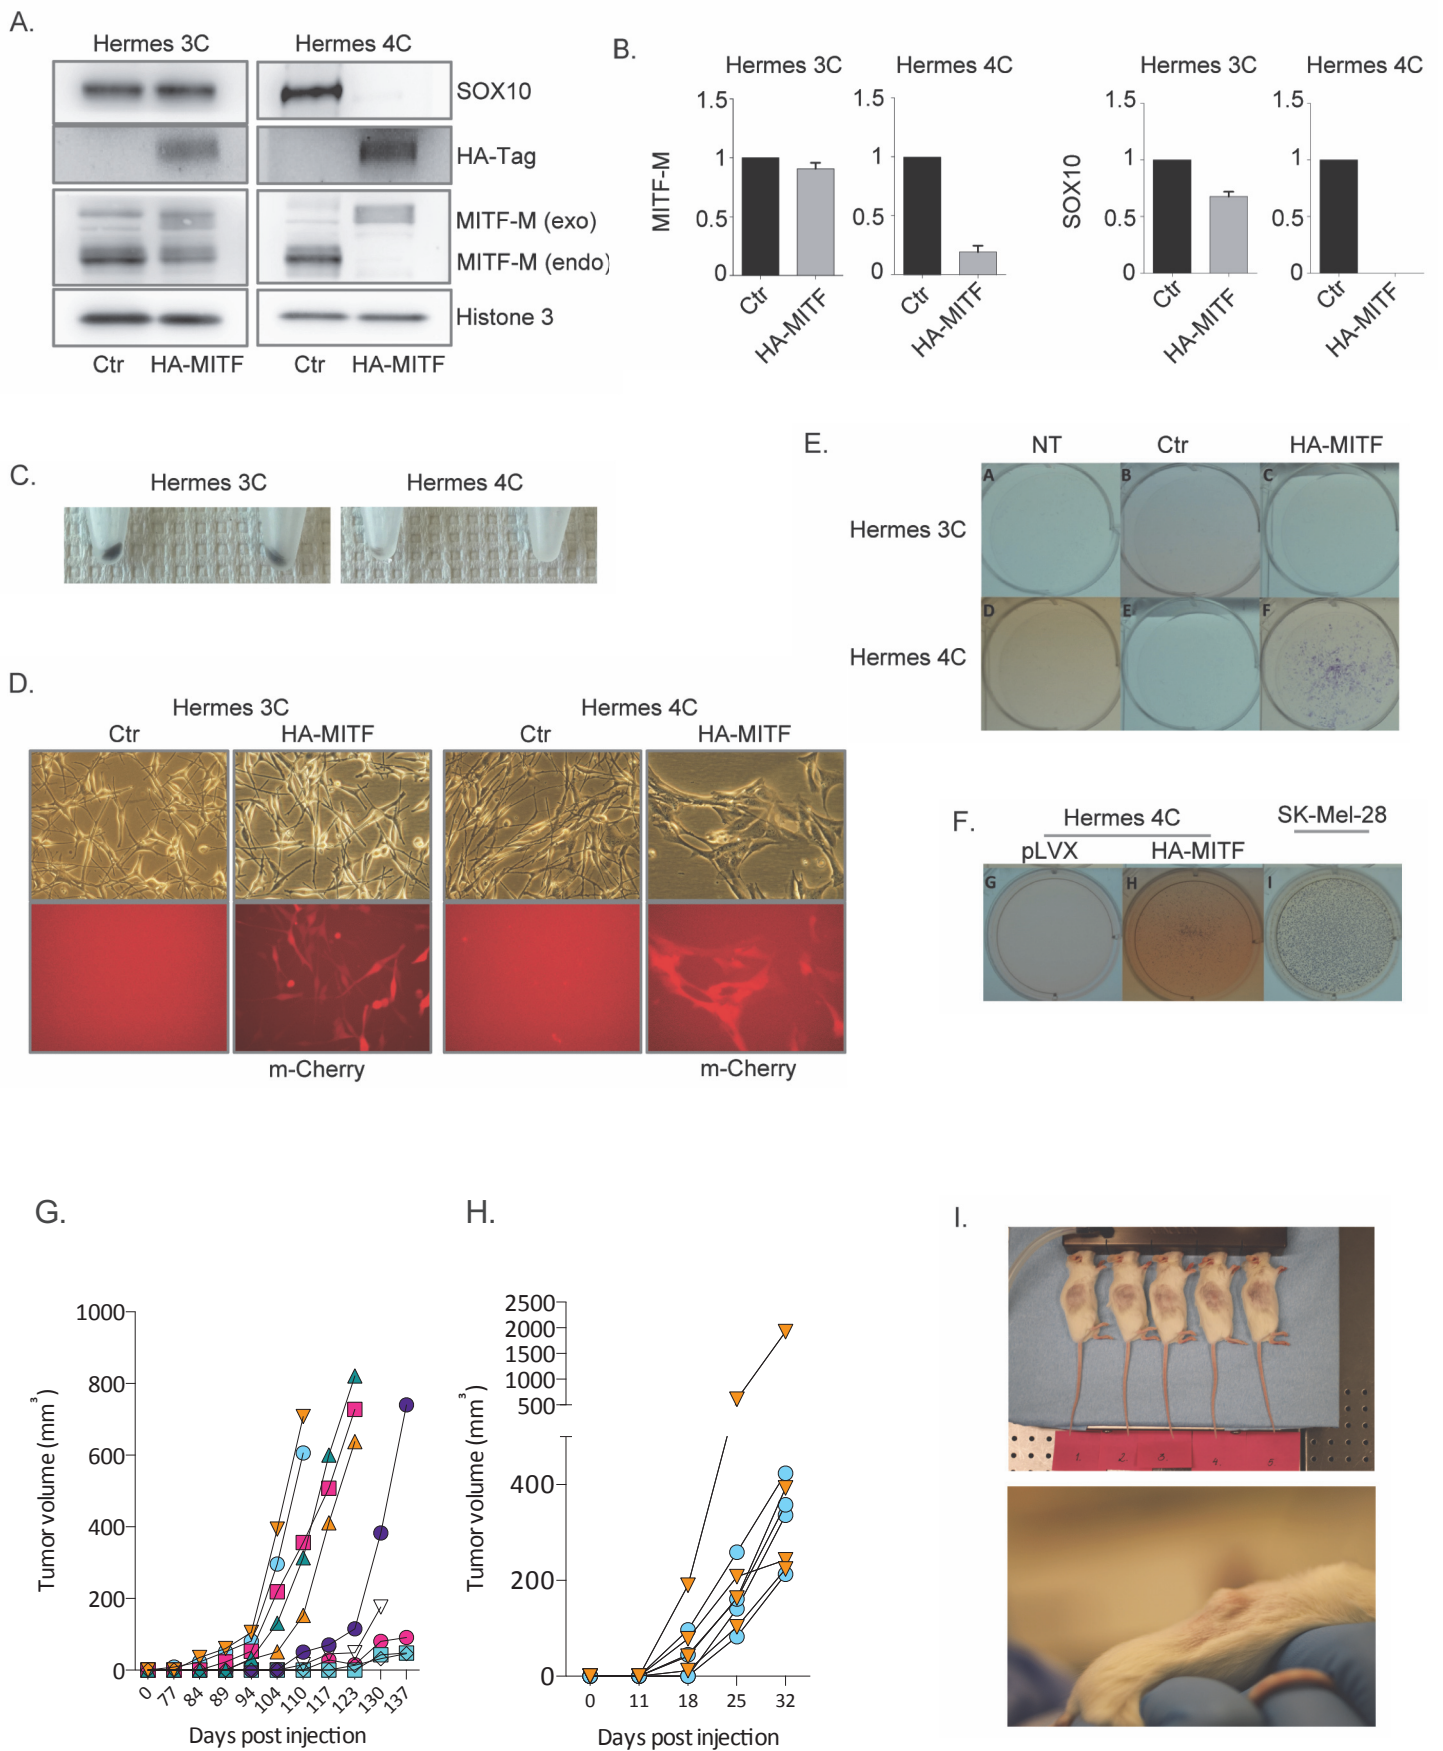 A.
Hermes 3C
Hermes 4C
SOX10
HA-Tag
MITF-M (exo)
MITF-M (endo)
Histone 3
Ctr
HA-MITF
Ctr
HA-MITF
B.
Hermes 3C
Hermes 4C
Hermes 3C
Hermes 4C
MITF-M
1.5
1
0.5
0
Ctr
HA-MITF
1.5
1
0.5
0
Ctr
HA-MITF
SOX10
1.5
1
0.5
0
Ctr
HA-MITF
1.5
1
0.5
0
Ctr
HA-MITF
C.
Hermes 3C
Hermes 4C
D.
Hermes 3C
Hermes 4C
Ctr
HA-MITF
Ctr
HA-MITF
m-Cherry
m-Cherry
E.
NT
Ctr
HA-MITF
Hermes 3C
A
B
C
Hermes 4C
D
E
F
F.
Hermes 4C
SK-Mel-28
pLVX
HA-MITF
G
H
I
G.
Tumor volume (mm³)
1000
800
600
400
200
0
0
77
84
89
94
104
110
117
123
130
137
Days post injection
H.
Tumor volume (mm³)
2500
2000
1500
1000
500
400
200
0
0
11
18
25
32
Days post injection
I.
1.
2.
3.
4.
5